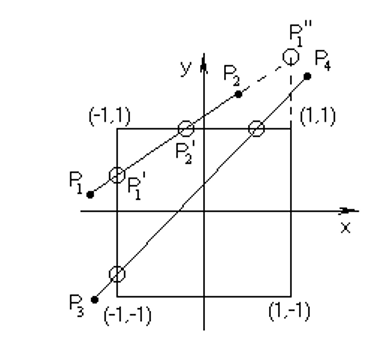 P₁''
P₄
y
P₂
(-1,1)
(1,1)
P₂'
P₁
P₁'
x
P₃
(-1,-1)
(1,-1)